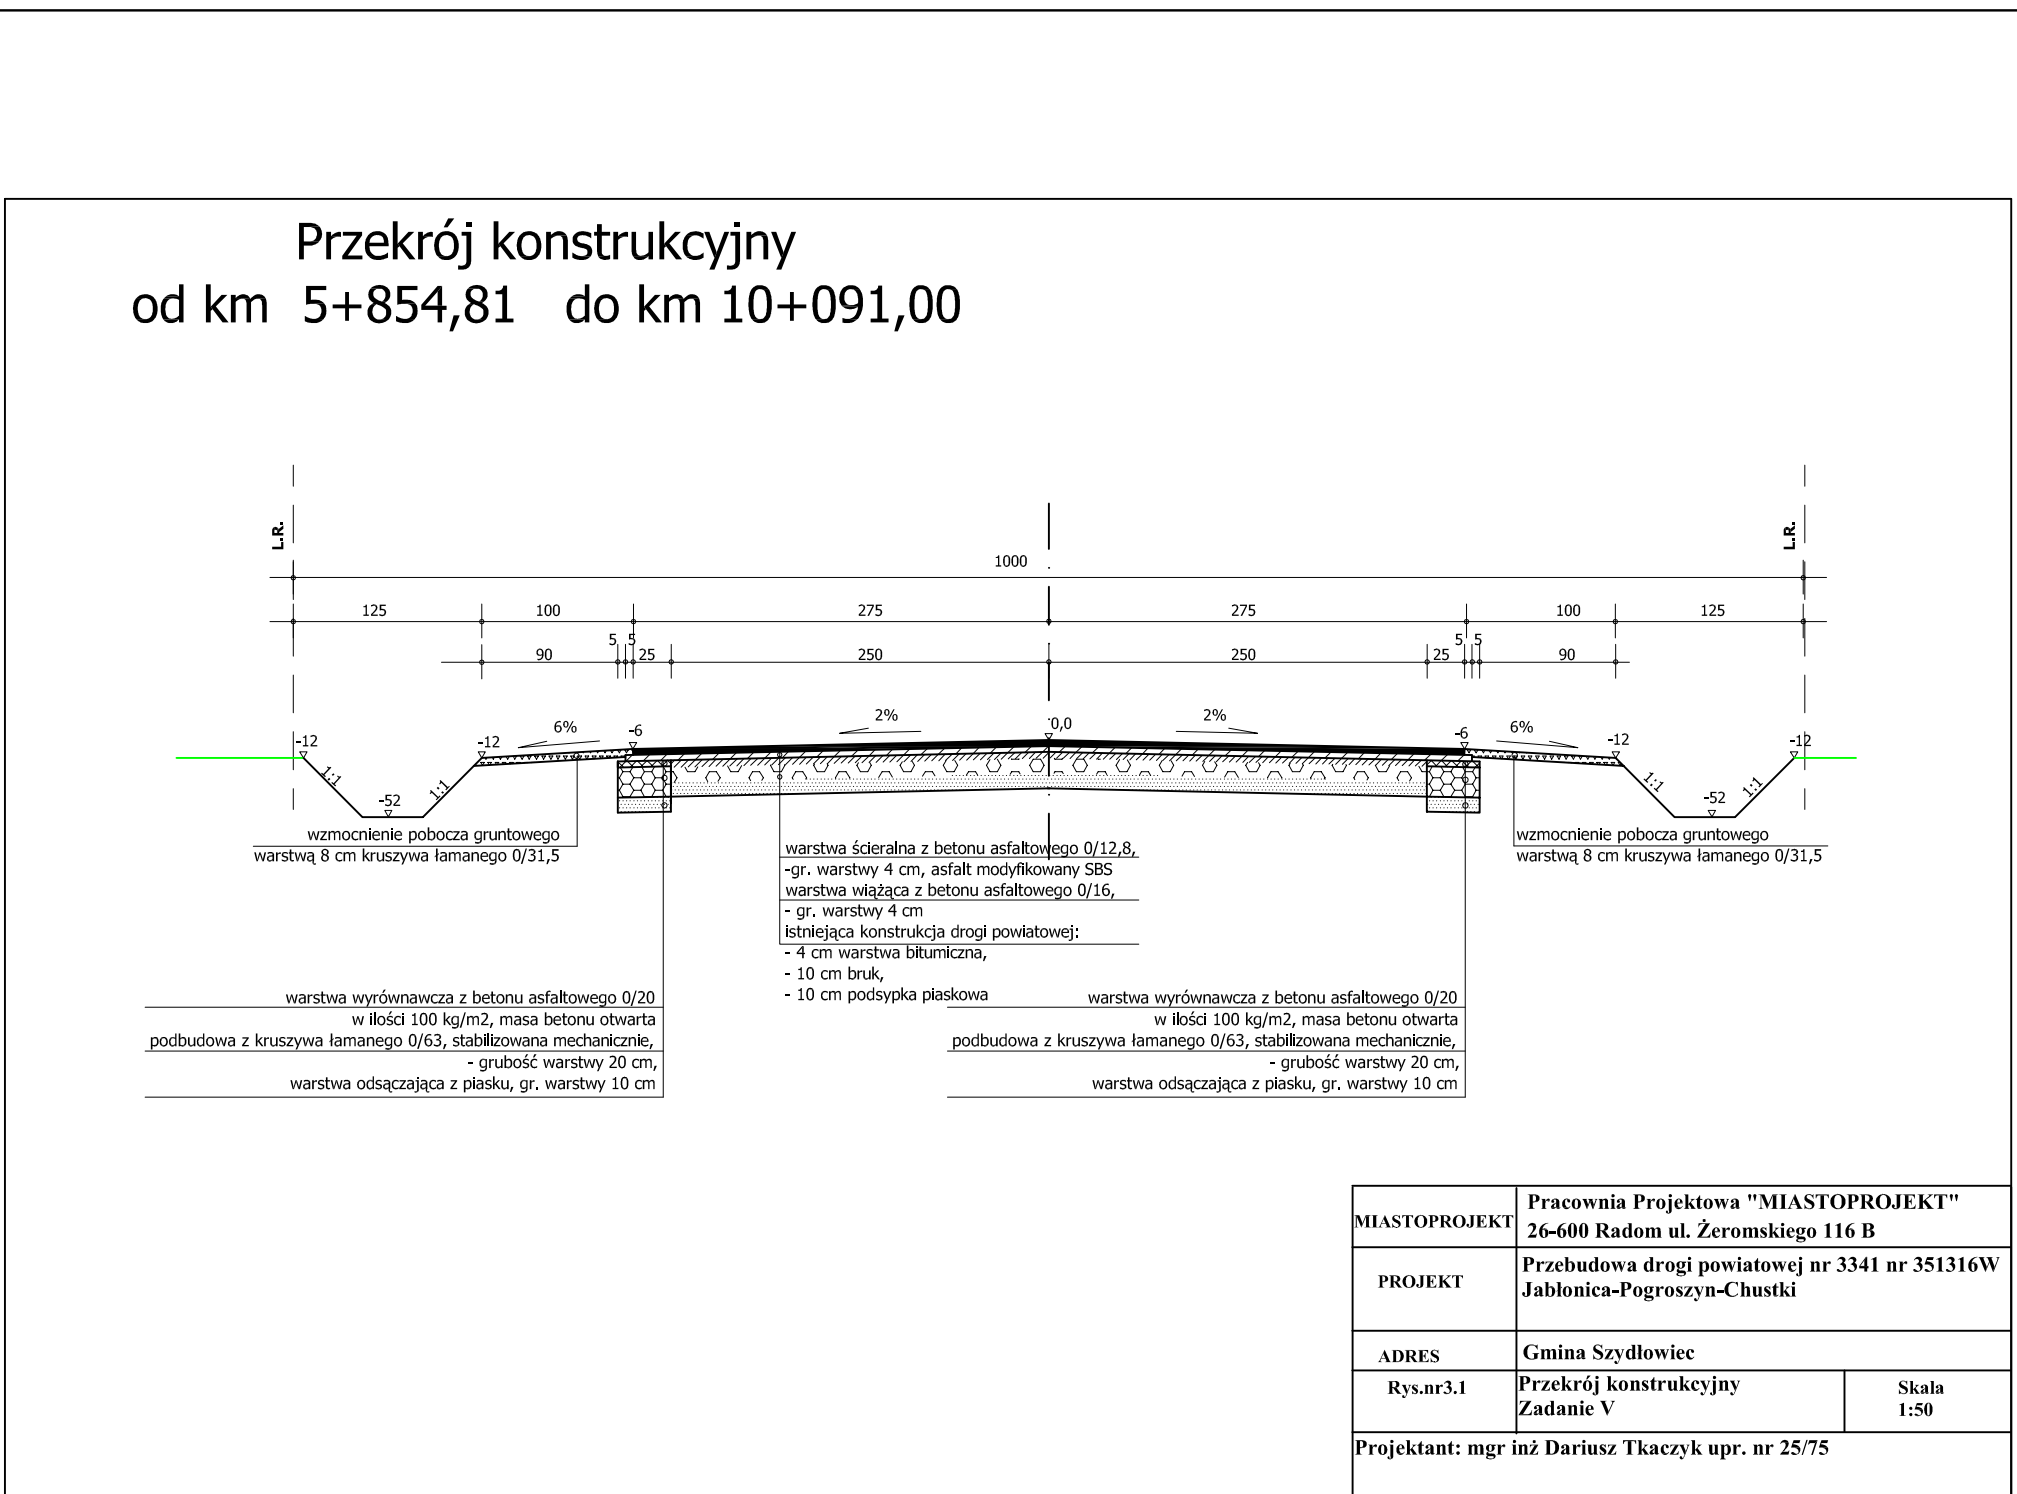 Przekrój konstrukcyjny
od km 5+854,81 do km 10+091,00
L.R.
L.R.
1000
125 100 275 275 100 125
5 5 5 5
90 25 250 250 25 90
-12 -12 6% -6 2% 0,0 2% -6 6% -12 -12
1:1 -52 1:1 1:1 -52 1:1
wzmocnienie pobocza gruntowego
warstwą 8 cm kruszywa łamanego 0/31,5
warstwa ścieralna z betonu asfaltowego 0/12,8,
-gr. warstwy 4 cm, asfalt modyfikowany SBS
warstwa wiążąca z betonu asfaltowego 0/16,
- gr. warstwy 4 cm
istniejąca konstrukcja drogi powiatowej:
- 4 cm warstwa bitumiczna,
- 10 cm bruk,
- 10 cm podsypka piaskowa
wzmocnienie pobocza gruntowego
warstwą 8 cm kruszywa łamanego 0/31,5
warstwa wyrównawcza z betonu asfaltowego 0/20
w ilości 100 kg/m2, masa betonu otwarta
podbudowa z kruszywa łamanego 0/63, stabilizowana mechanicznie,
- grubość warstwy 20 cm,
warstwa odsączająca z piasku, gr. warstwy 10 cm
warstwa wyrównawcza z betonu asfaltowego 0/20
w ilości 100 kg/m2, masa betonu otwarta
podbudowa z kruszywa łamanego 0/63, stabilizowana mechanicznie,
- grubość warstwy 20 cm,
warstwa odsączająca z piasku, gr. warstwy 10 cm
MIASTOPROJEKT
Pracownia Projektowa "MIASTOPROJEKT"
26-600 Radom ul. Żeromskiego 116 B
PROJEKT
Przebudowa drogi powiatowej nr 3341 nr 351316W
Jabłonica-Pogroszyn-Chustki
ADRES
Gmina Szydłowiec
Rys.nr3.1
Przekrój konstrukcyjny
Zadanie V
Skala
1:50
Projektant: mgr inż Dariusz Tkaczyk upr. nr 25/75